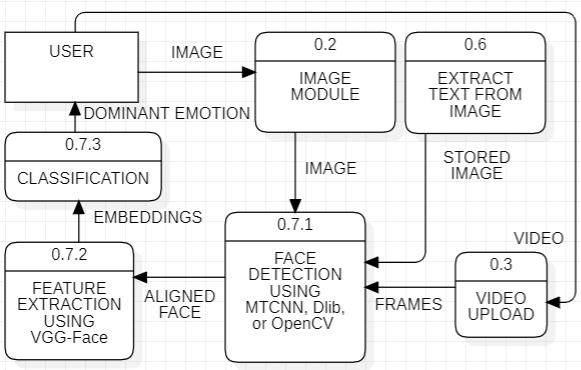 USER
IMAGE
0.2
IMAGE
MODULE
0.6
EXTRACT
TEXT FROM
IMAGE
DOMINANT EMOTION
0.7.3
CLASSIFICATION
IMAGE
STORED
IMAGE
EMBEDDINGS
0.7.1
FACE
DETECTION
USING
MTCNN, Dlib,
or OpenCV
VIDEO
0.7.2
FEATURE
EXTRACTION
USING
VGG-Face
ALIGNED
FACE
FRAMES
0.3
VIDEO
UPLOAD